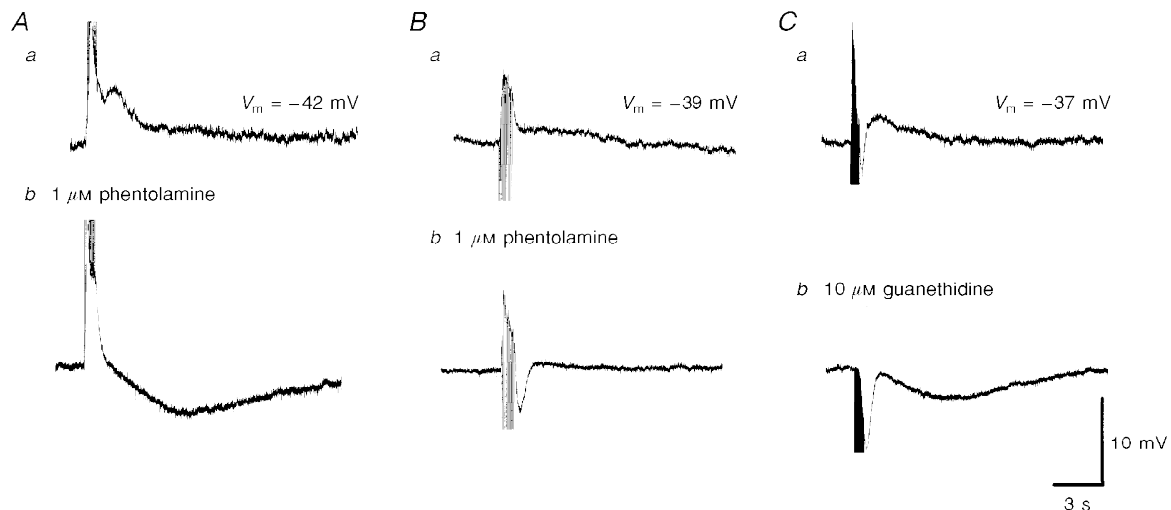 A
B
C
a
a
a
Vm = −42 mV
Vm = −39 mV
Vm = −37 mV
b 1 μM phentolamine
b 1 μM phentolamine
b 10 μM guanethidine
10 mV
3 s